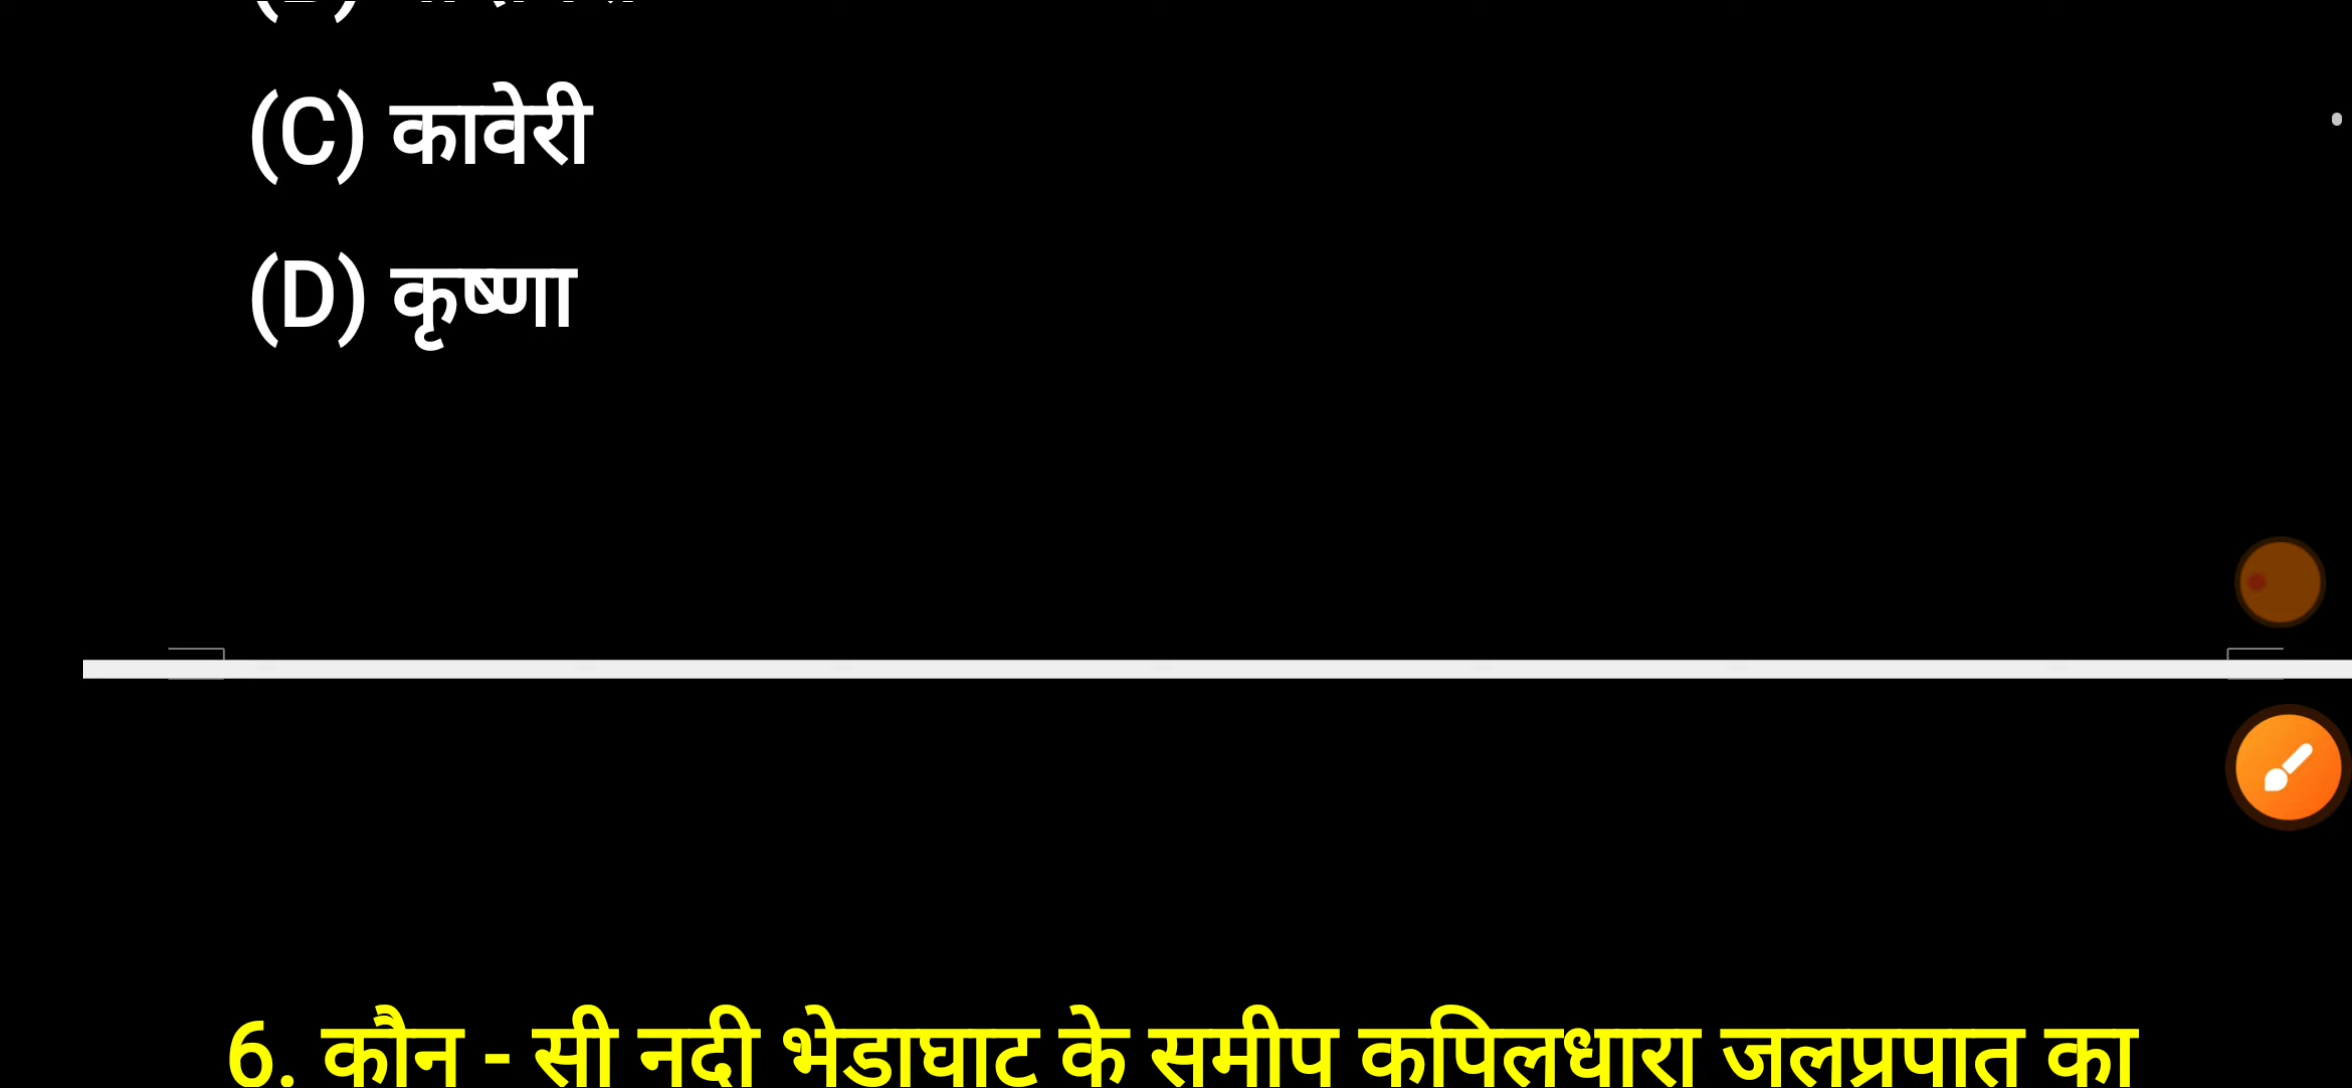 (C) कावेरी
(D) कृष्णा
6. कौन - सी नदी भेडाघाट के समीप कपिलधारा जलप्रपात का